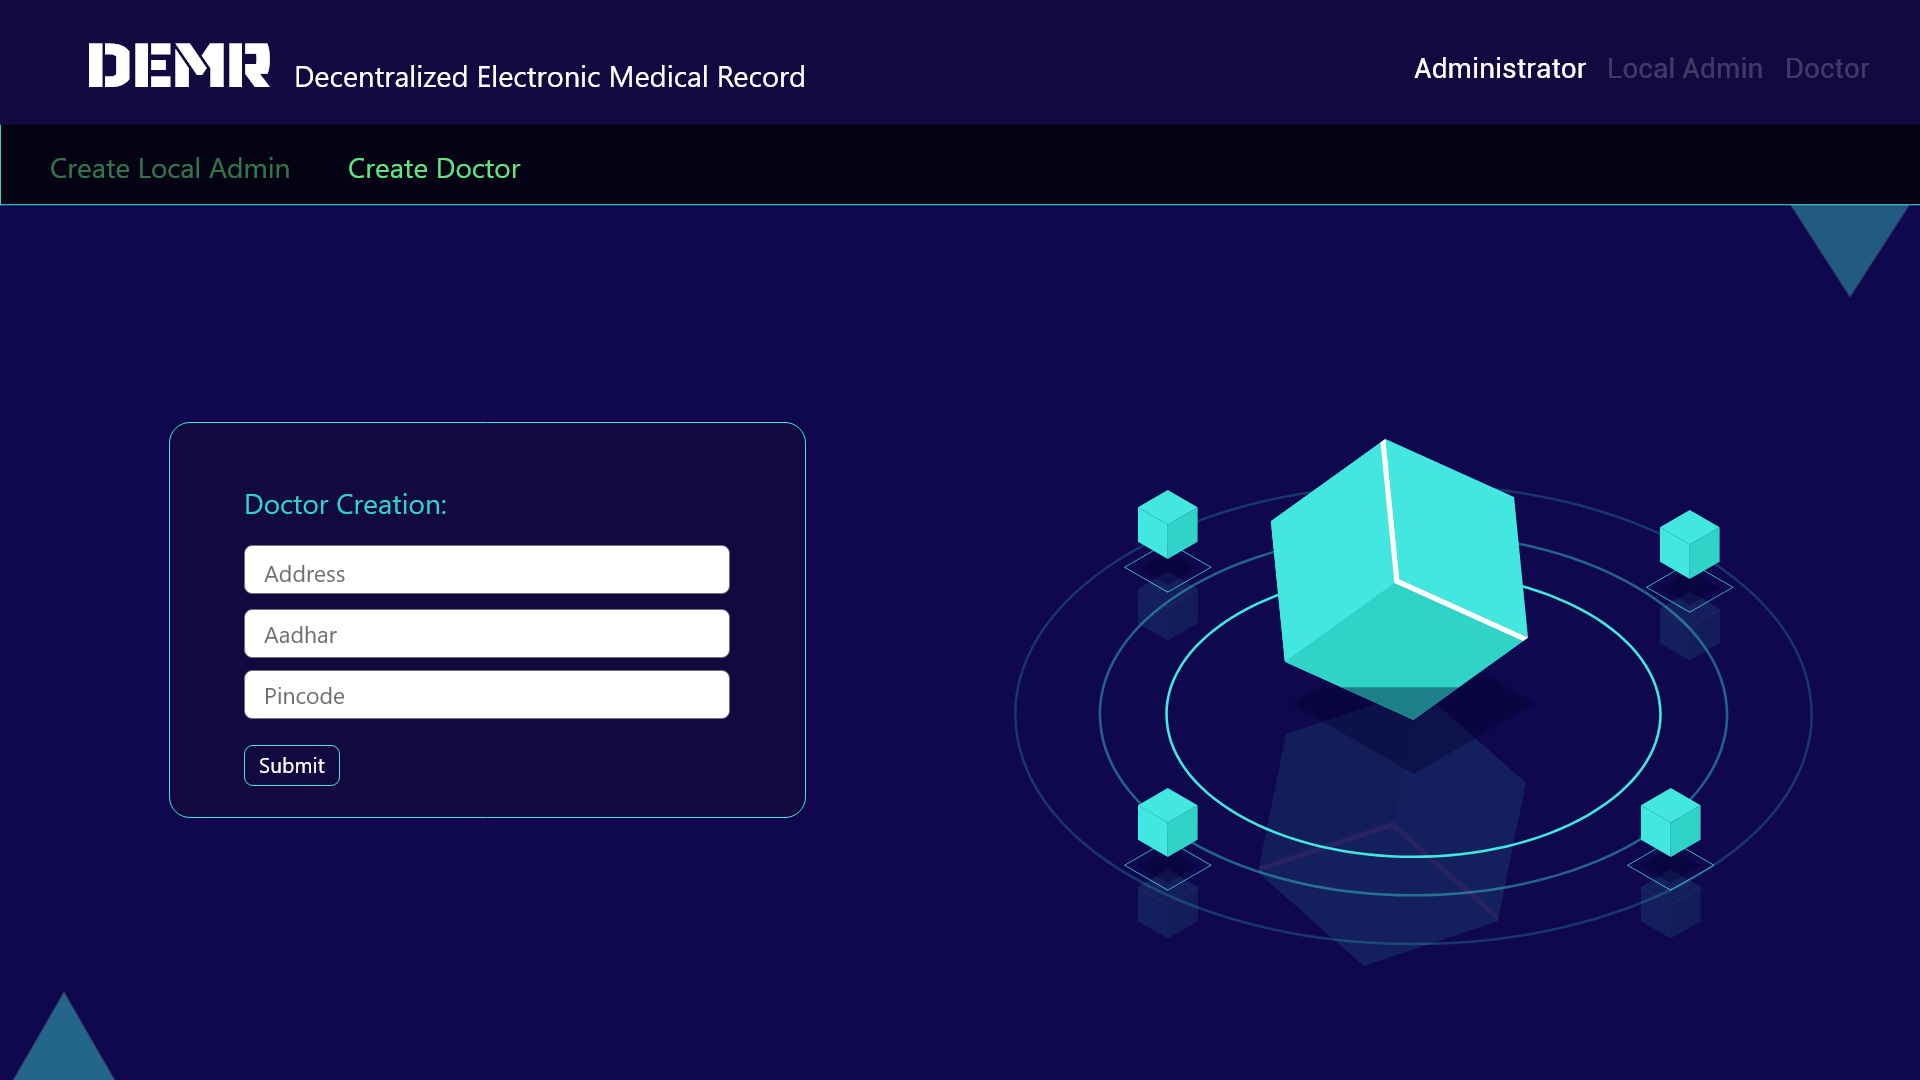 DEMR Decentralized Electronic Medical Record
Administrator Local Admin Doctor
Create Local Admin Create Doctor
Doctor Creation:
Address
Aadhar
Pincode
Submit